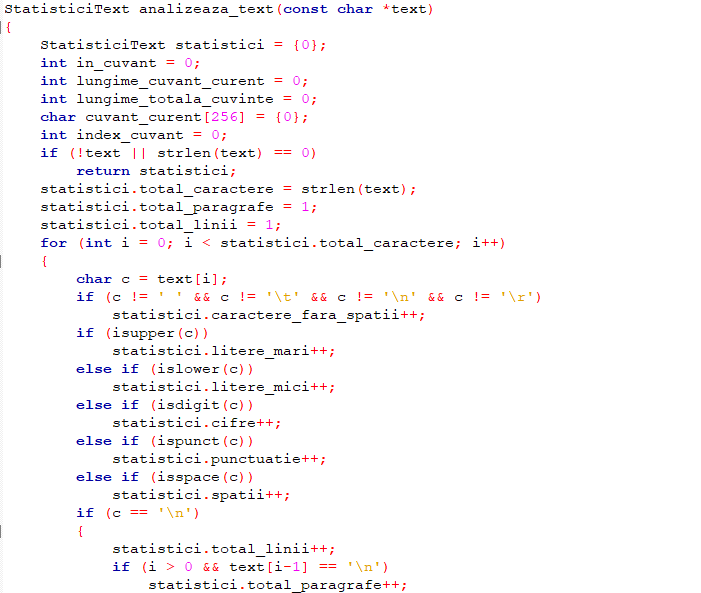 StatisticiText analizeaza_text(const char *text)
{
    StatisticiText statistici = {0};
    int in_cuvant = 0;
    int lungime_cuvant_curent = 0;
    int lungime_totala_cuvinte = 0;
    char cuvant_curent[256] = {0};
    int index_cuvant = 0;
    if (!text || strlen(text) == 0)
        return statistici;
    statistici.total_caractere = strlen(text);
    statistici.total_paragrafe = 1;
    statistici.total_linii = 1;
    for (int i = 0; i < statistici.total_caractere; i++)
    {
        char c = text[i];
        if (c != ' ' && c != '\t' && c != '\n' && c != '\r')
            statistici.caractere_fara_spatii++;
        if (isupper(c))
            statistici.litere_mari++;
        else if (islower(c))
            statistici.litere_mici++;
        else if (isdigit(c))
            statistici.cifre++;
        else if (ispunct(c))
            statistici.punctuatie++;
        else if (isspace(c))
            statistici.spatii++;
        if (c == '\n')
        {
            statistici.total_linii++;
            if (i > 0 && text[i-1] == '\n')
                statistici.total_paragrafe++;